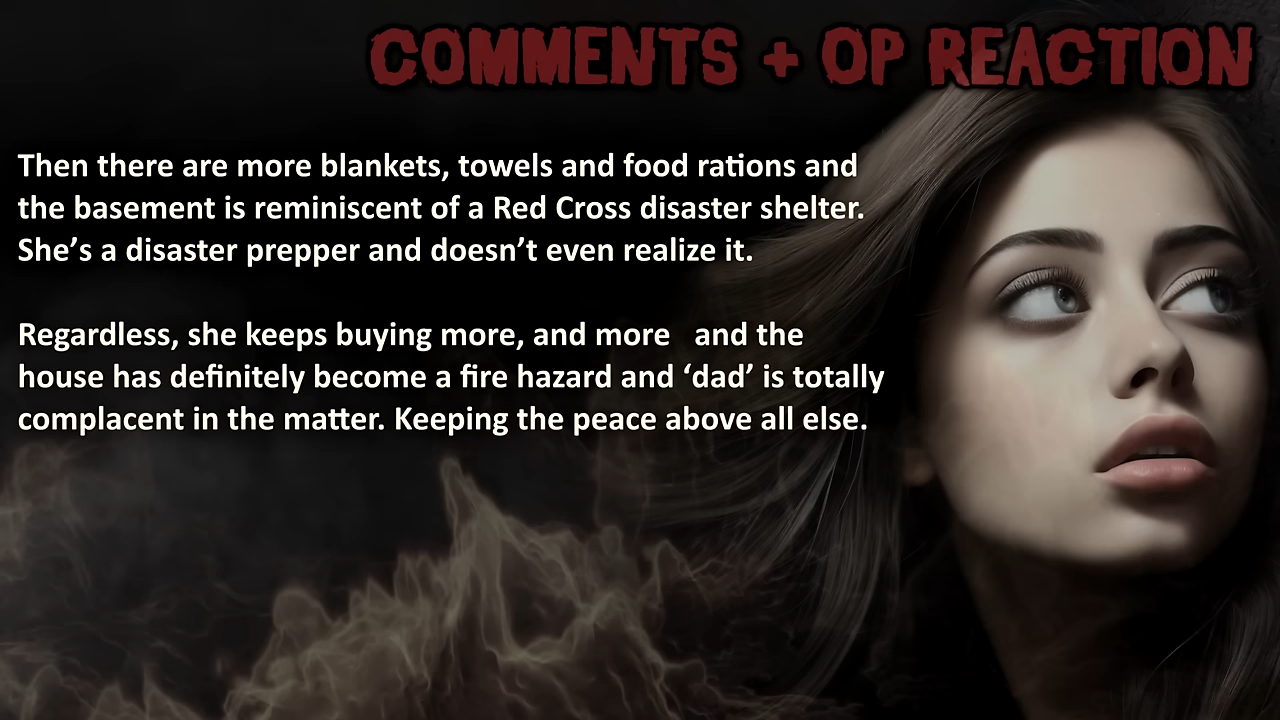 COMMENTS + OP REACTION
Then there are more blankets, towels and food rations and
the basement is reminiscent of a Red Cross disaster shelter.
She’s a disaster prepper and doesn’t even realize it.
Regardless, she keeps buying more, and more   and the
house has definitely become a fire hazard and ‘dad’ is totally
complacent in the matter. Keeping the peace above all else.